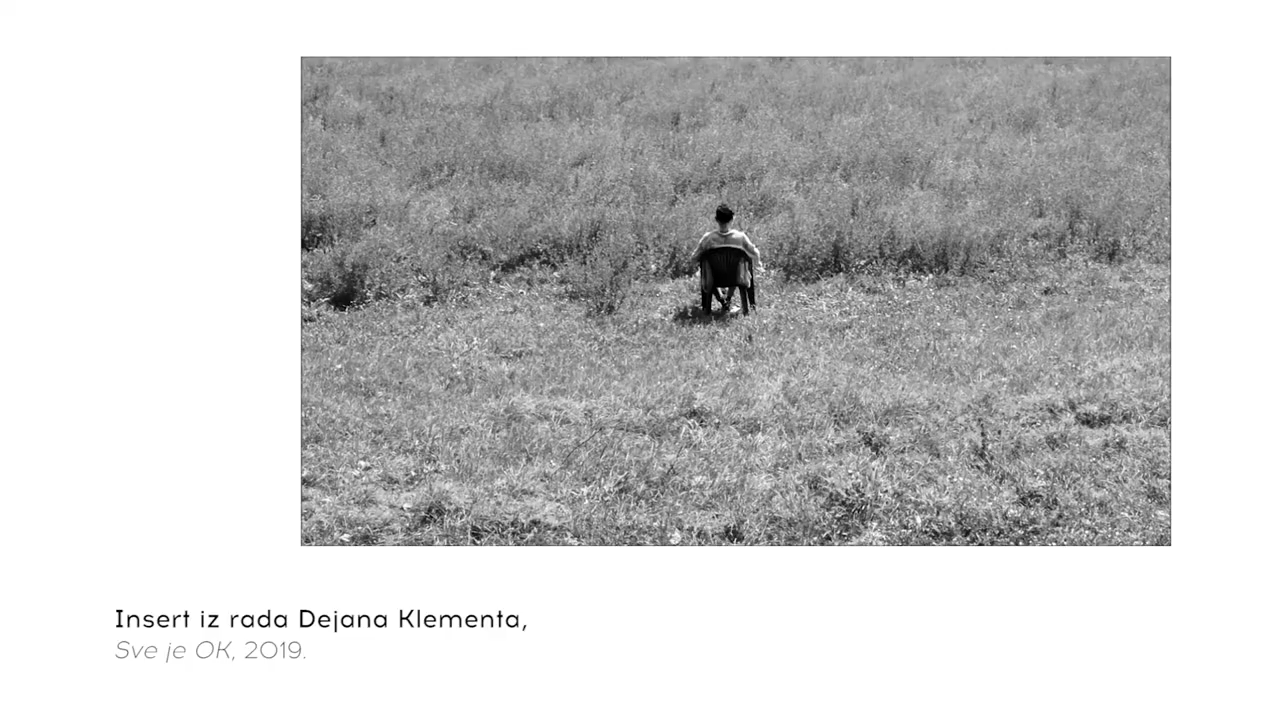 Insert iz rada Dejana Klementa,
Sve je OK, 2019.